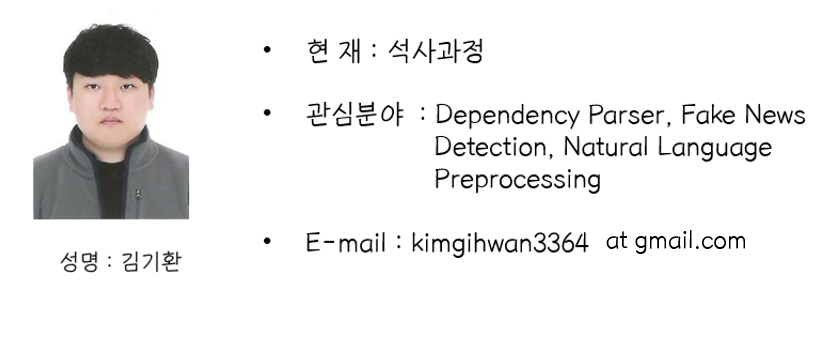 • 현 재 : 석사과정
• 관심분야 : Dependency Parser, Fake News
Detection, Natural Language
Preprocessing
• E-mail : kimgihwan3364 at gmail.com
성명 : 김기환